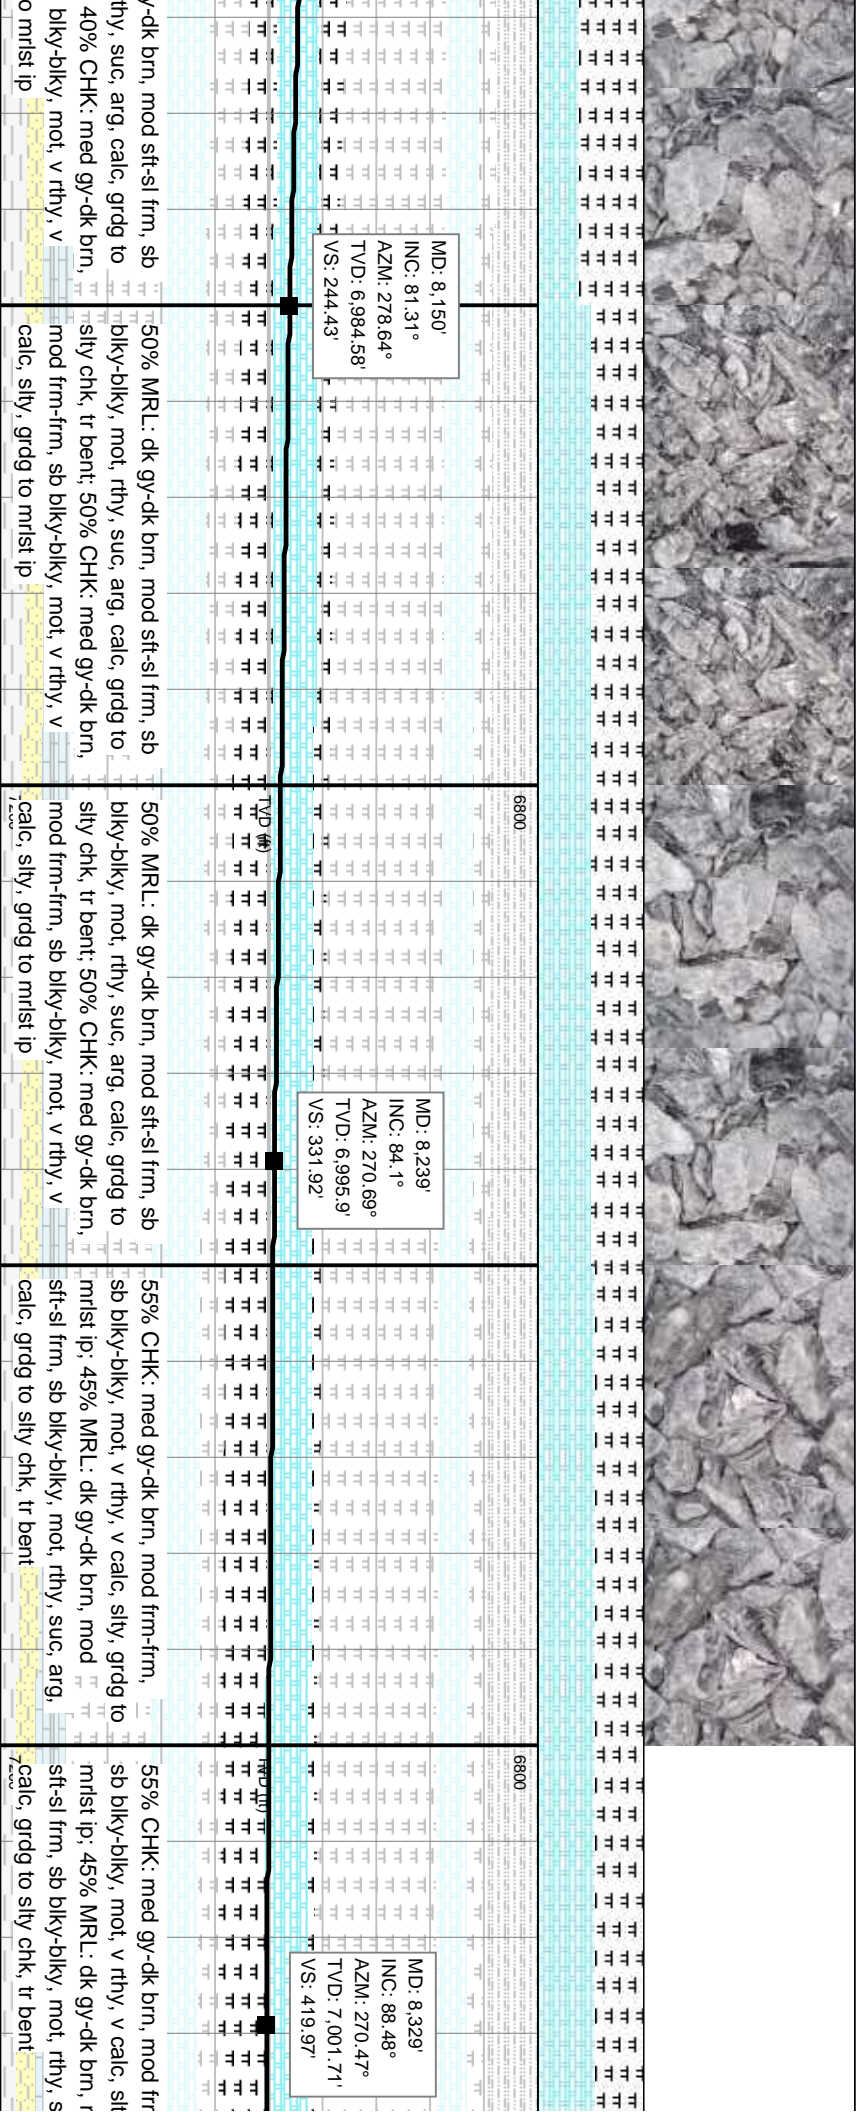 y-dk brn, mod sft-sl frm, sb
thy, suc, arg, calc, grdg to
40% CHK: med gy-dk brn,
blky-blky, mot, v rthy, v
o mrlst ip
MD: 8,150'
INC: 81.31°
AZM: 278.64°
TVD: 6,984.58'
VS: 244.43'
50% MRL: dk gy-dk brn, mod sft-sl frm, sb
blky-blky, mot, rthy, suc, arg, calc, grdg to
slty chk, tr bent; 50% CHK: med gy-dk brn,
mod frm-frm, sb blky-blky, mot, v rthy, v
calc, slty, grdg to mrlst ip
6800
TVD (ft)
50% MRL: dk gy-dk brn, mod sft-sl frm, sb
blky-blky, mot, rthy, suc, arg, calc, grdg to
slty chk, tr bent; 50% CHK: med gy-dk brn,
mod frm-frm, sb blky-blky, mot, v rthy, v
calc, slty, grdg to mrlst ip
MD: 8,239'
INC: 84.1°
AZM: 270.69°
TVD: 6,995.9'
VS: 331.92'
55% CHK: med gy-dk brn, mod frm-frm,
sb blky-blky, mot, v rthy, v calc, slty, grdg to
mrlst ip; 45% MRL: dk gy-dk brn, mod
sft-sl frm, sb blky-blky, mot, rthy, suc, arg,
calc, grdg to slty chk, tr bent
6800
TVD (ft)
55% CHK: med gy-dk brn, mod frr
sb blky-blky, mot, v rthy, v calc, slt
mrlst ip; 45% MRL: dk gy-dk brn, r
sft-sl frm, sb blky-blky, mot, rthy, s
calc, grdg to slty chk, tr bent
MD: 8,329'
INC: 88.48°
AZM: 270.47°
TVD: 7,001.71'
VS: 419.97'